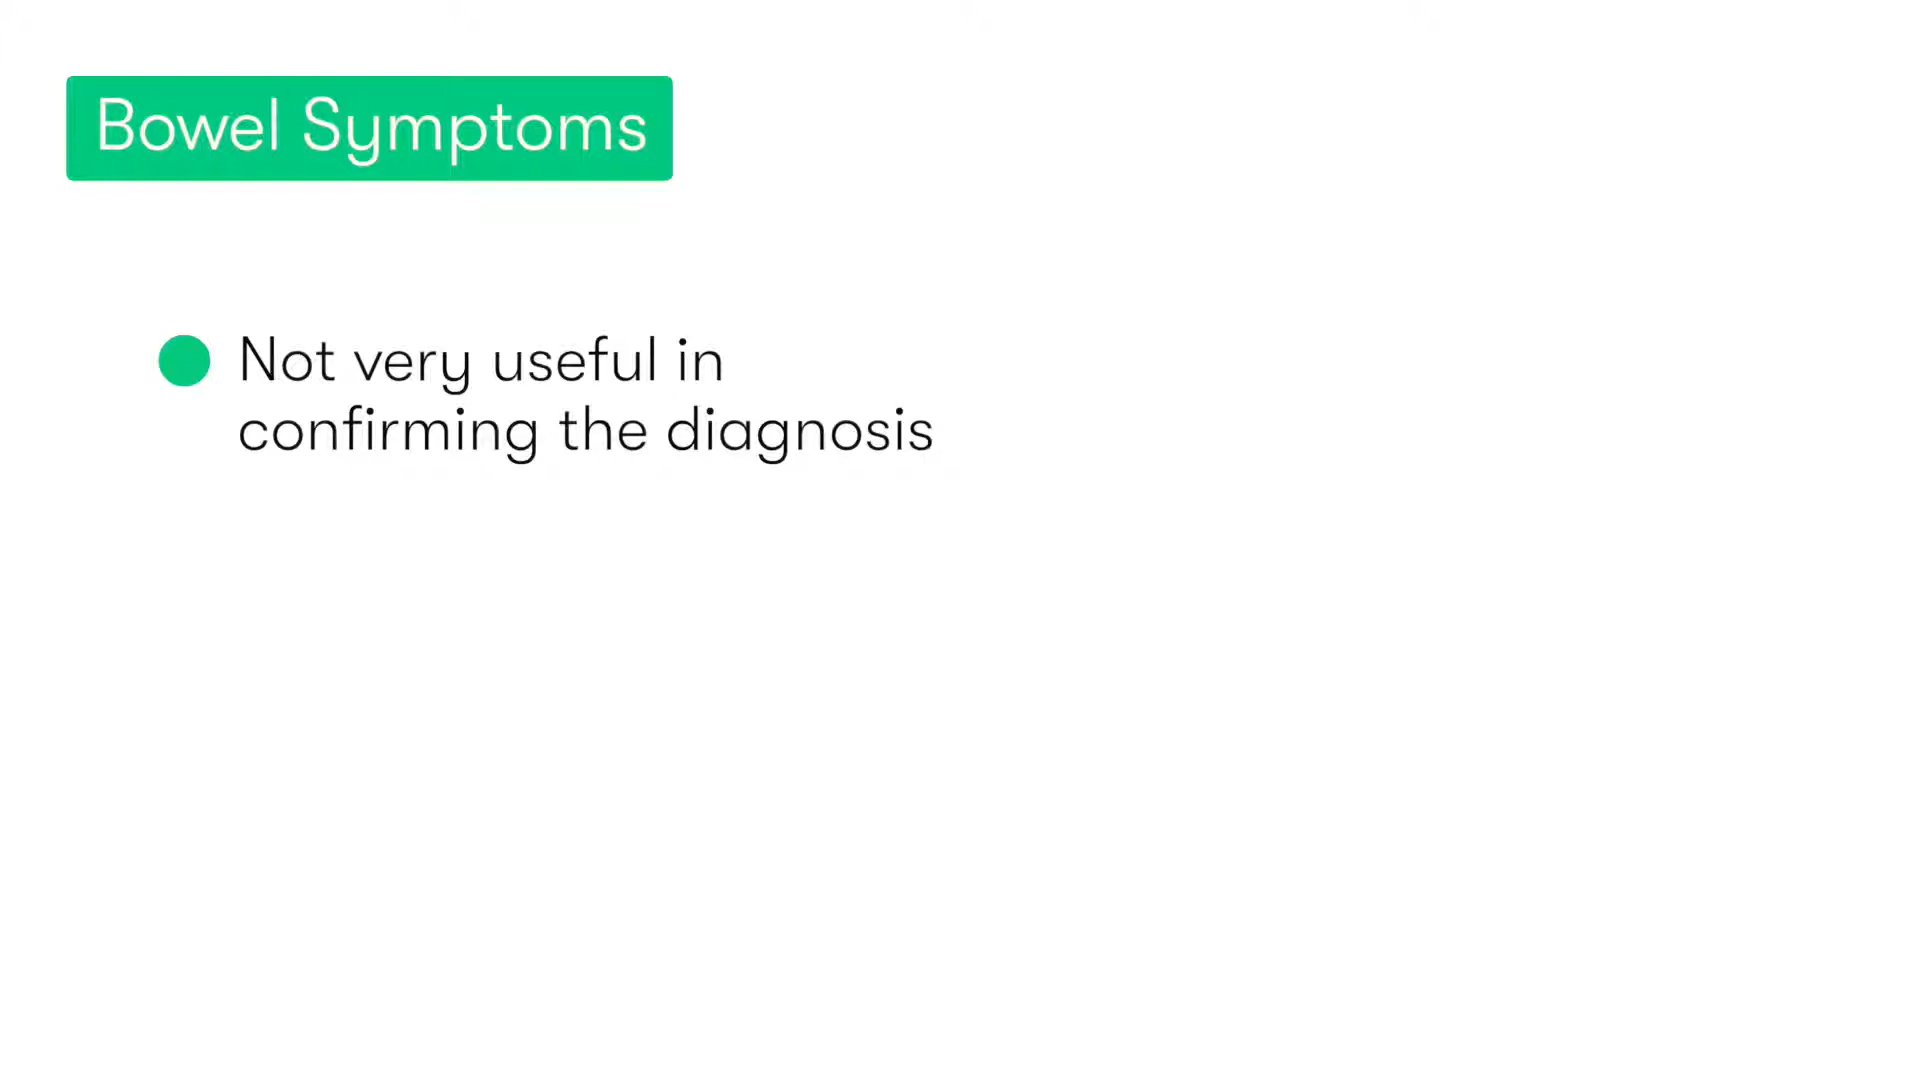 Bowel Symptoms
Not very useful in
confirming the diagnosis